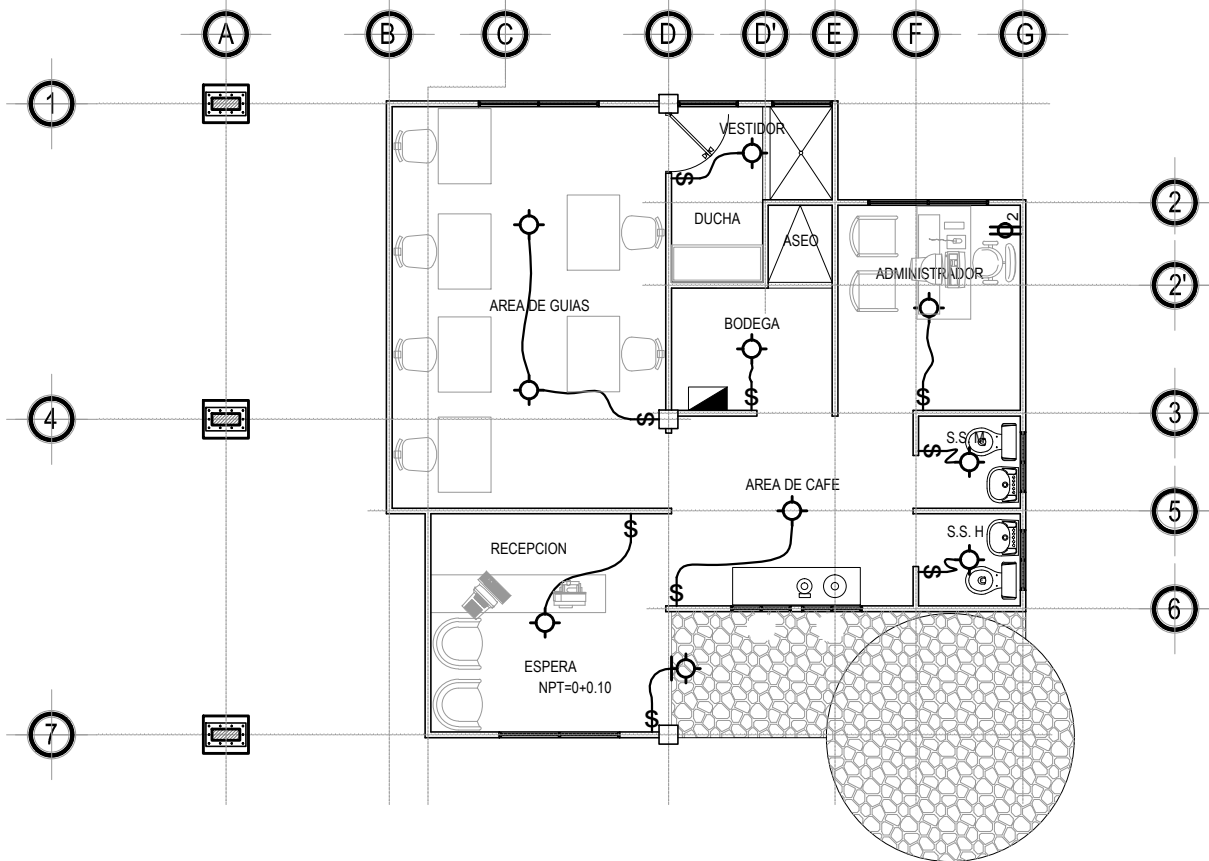 A B C D D' E F G
1
VESTIDOR
S
2
DUCHA
2
ASEO
ADMINISTRADOR
2'
AREA DE GUIAS
BODEGA
S S
4
S
3
S.S. M
S
AREA DE CAFE
5
S
S.S. H
RECEPCION
S
S
6
ESPERA
NPT=0+0.10
S
7